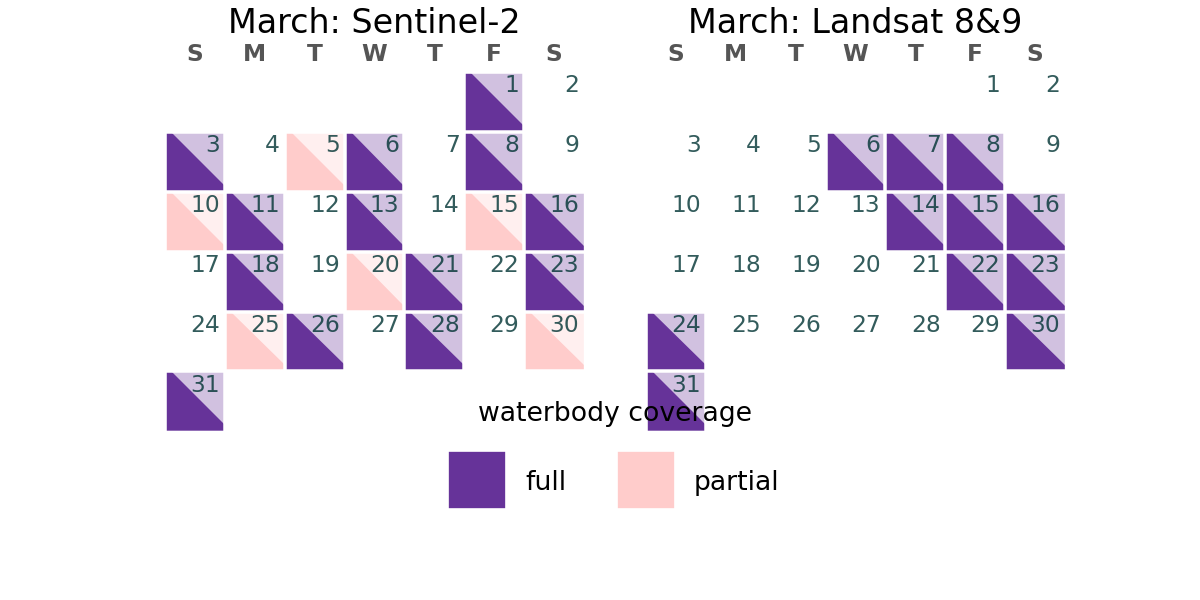 March: Sentinel-2
S M T W T F S
1 2
3 4 5 6 7 8 9
10 11 12 13 14 15 16
17 18 19 20 21 22 23
24 25 26 27 28 29 30
31
March: Landsat 8&9
S M T W T F S
1 2
3 4 5 6 7 8 9
10 11 12 13 14 15 16
17 18 19 20 21 22 23
24 25 26 27 28 29 30
31
waterbody coverage
full
partial